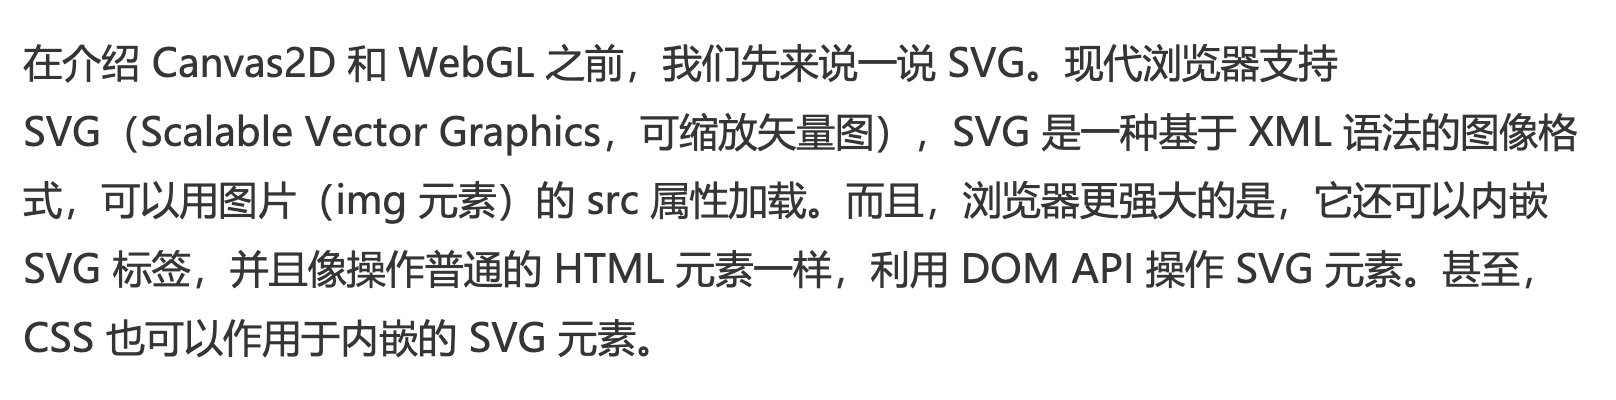 在介绍 Canvas2D 和 WebGL 之前，我们先来说一说 SVG。现代浏览器支持
SVG（Scalable Vector Graphics，可缩放矢量图），SVG 是一种基于 XML 语法的图像格
式，可以用图片（img 元素）的 src 属性加载。而且，浏览器更强大的是，它还可以内嵌
SVG 标签，并且像操作普通的 HTML 元素一样，利用 DOM API 操作 SVG 元素。甚至，
CSS 也可以作用于内嵌的 SVG 元素。